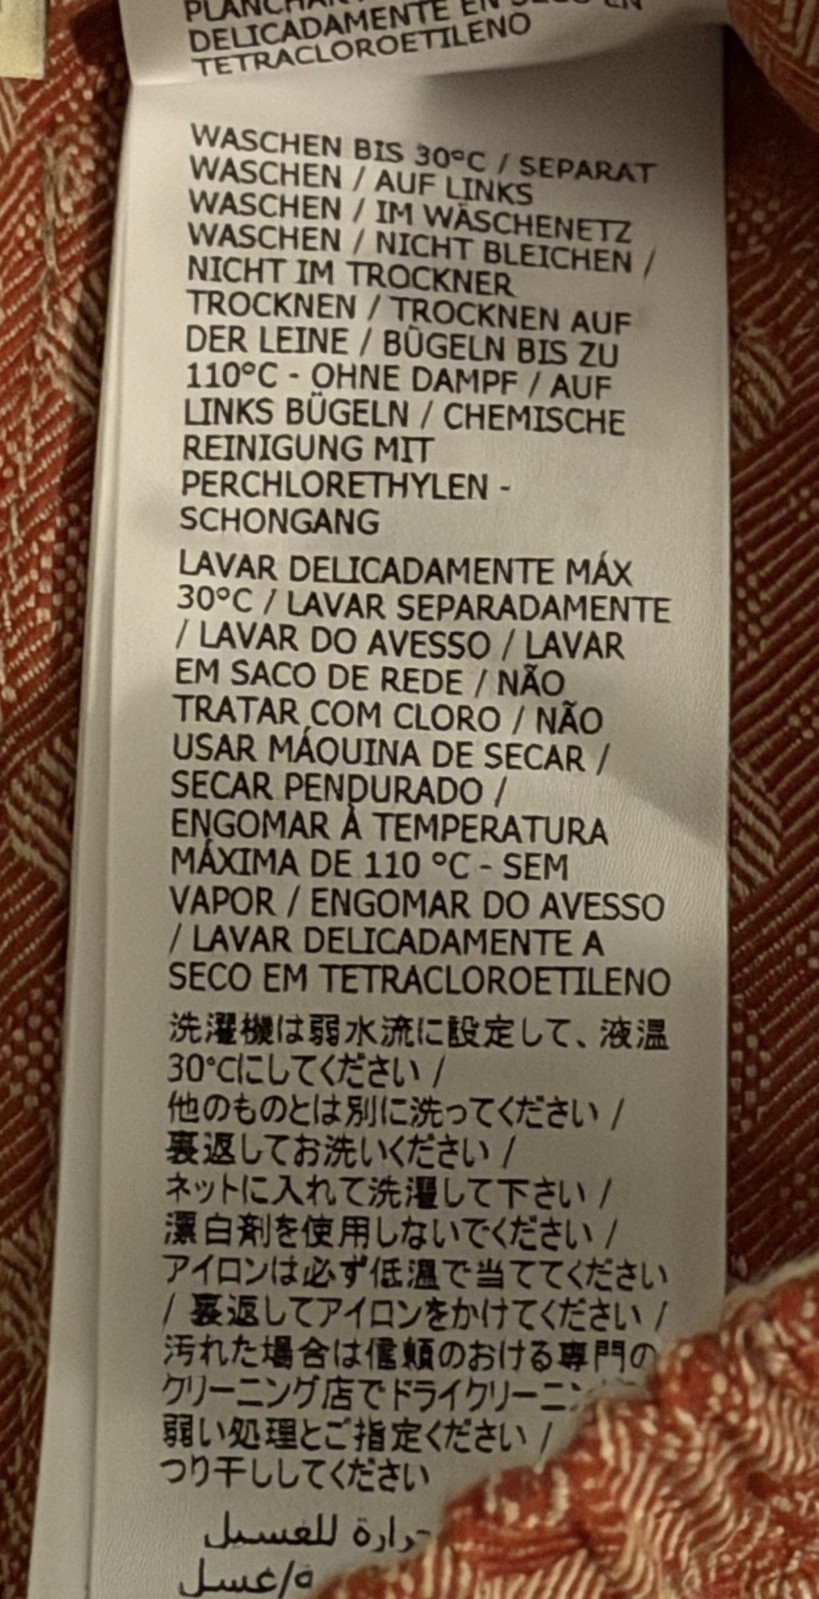 DELICADAMENTE EN SECO EN
TETRACLOROETILENO
WASCHEN BIS 30°C / SEPARAT
WASCHEN / AUF LINKS
WASCHEN / IM WÄSCHENETZ
WASCHEN / NICHT BLEICHEN /
NICHT IM TROCKNER
TROCKNEN / TROCKNEN AUF
DER LEINE / BÜGELN BIS ZU
110°C - OHNE DAMPF / AUF
LINKS BÜGELN / CHEMISCHE
REINIGUNG MIT
PERCHLORETHYLEN -
SCHONGANG
LAVAR DELICADAMENTE MÁX
30°C / LAVAR SEPARADAMENTE
/ LAVAR DO AVESSO / LAVAR
EM SACO DE REDE / NÃO
TRATAR COM CLORO / NÃO
USAR MÁQUINA DE SECAR /
SECAR PENDURADO /
ENGOMAR À TEMPERATURA
MÁXIMA DE 110 °C - SEM
VAPOR / ENGOMAR DO AVESSO
/ LAVAR DELICADAMENTE A
SECO EM TETRACLOROETILENO
洗濯機は弱水流に設定して、液温
30℃にしてください /
他のものとは別に洗ってください /
裏返してお洗いください /
ネットに入れて洗濯して下さい /
漂白剤を使用しないでください /
アイロンは必ず低温で当ててください
/ 裏返してアイロンをかけてください /
汚れた場合は信頼のおける専門の
クリーニング店でドライクリーニン
弱い処理とご指定ください /
つり干ししてください
حرارة للغسيل
ة/غسل